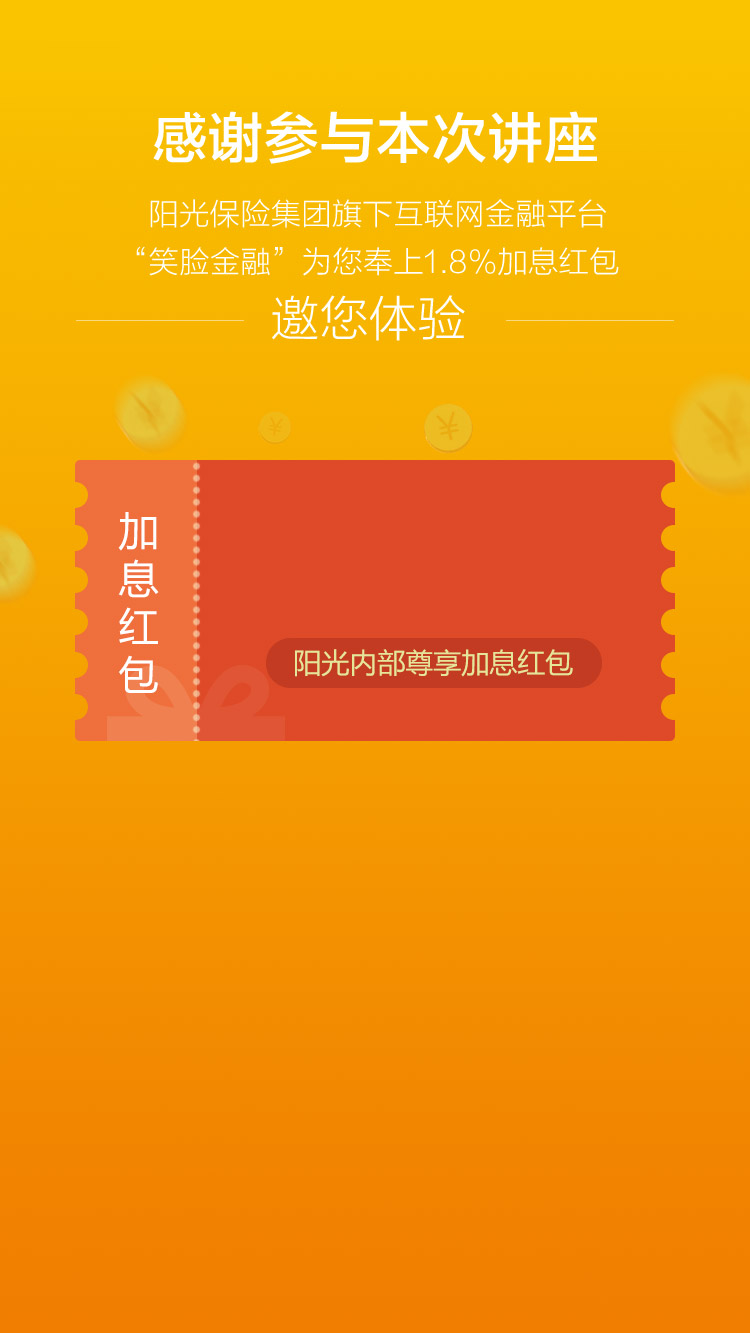 感谢参与本次讲座
阳光保险集团旗下互联网金融平台
“笑脸金融”为您奉上1.8%加息红包
邀您体验
¥
¥
加息红包
阳光内部尊享加息红包